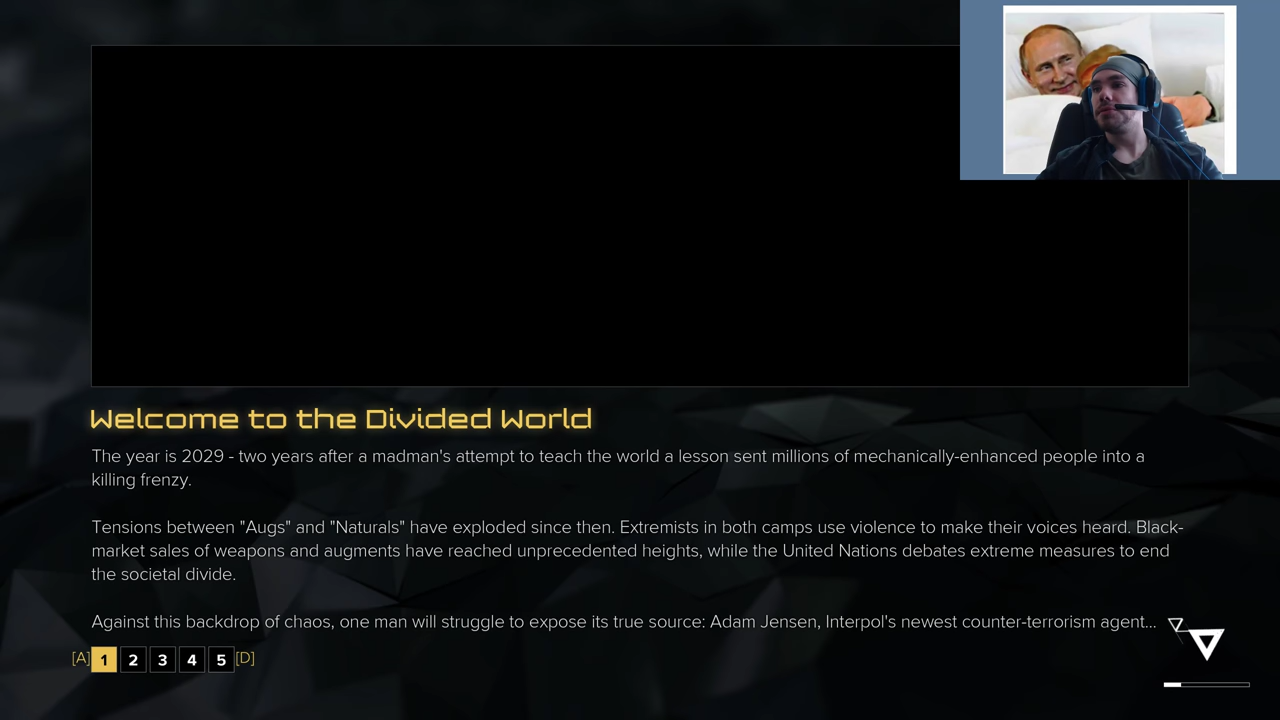 Welcome to the Divided World
The year is 2029 - two years after a madman's attempt to teach the world a lesson sent millions of mechanically-enhanced people into a
killing frenzy.
Tensions between "Augs" and "Naturals" have exploded since then. Extremists in both camps use violence to make their voices heard. Black-
market sales of weapons and augments have reached unprecedented heights, while the United Nations debates extreme measures to end
the societal divide.
Against this backdrop of chaos, one man will struggle to expose its true source: Adam Jensen, Interpol's newest counter-terrorism agent...
[A] 1 2 3 4 5 [D]